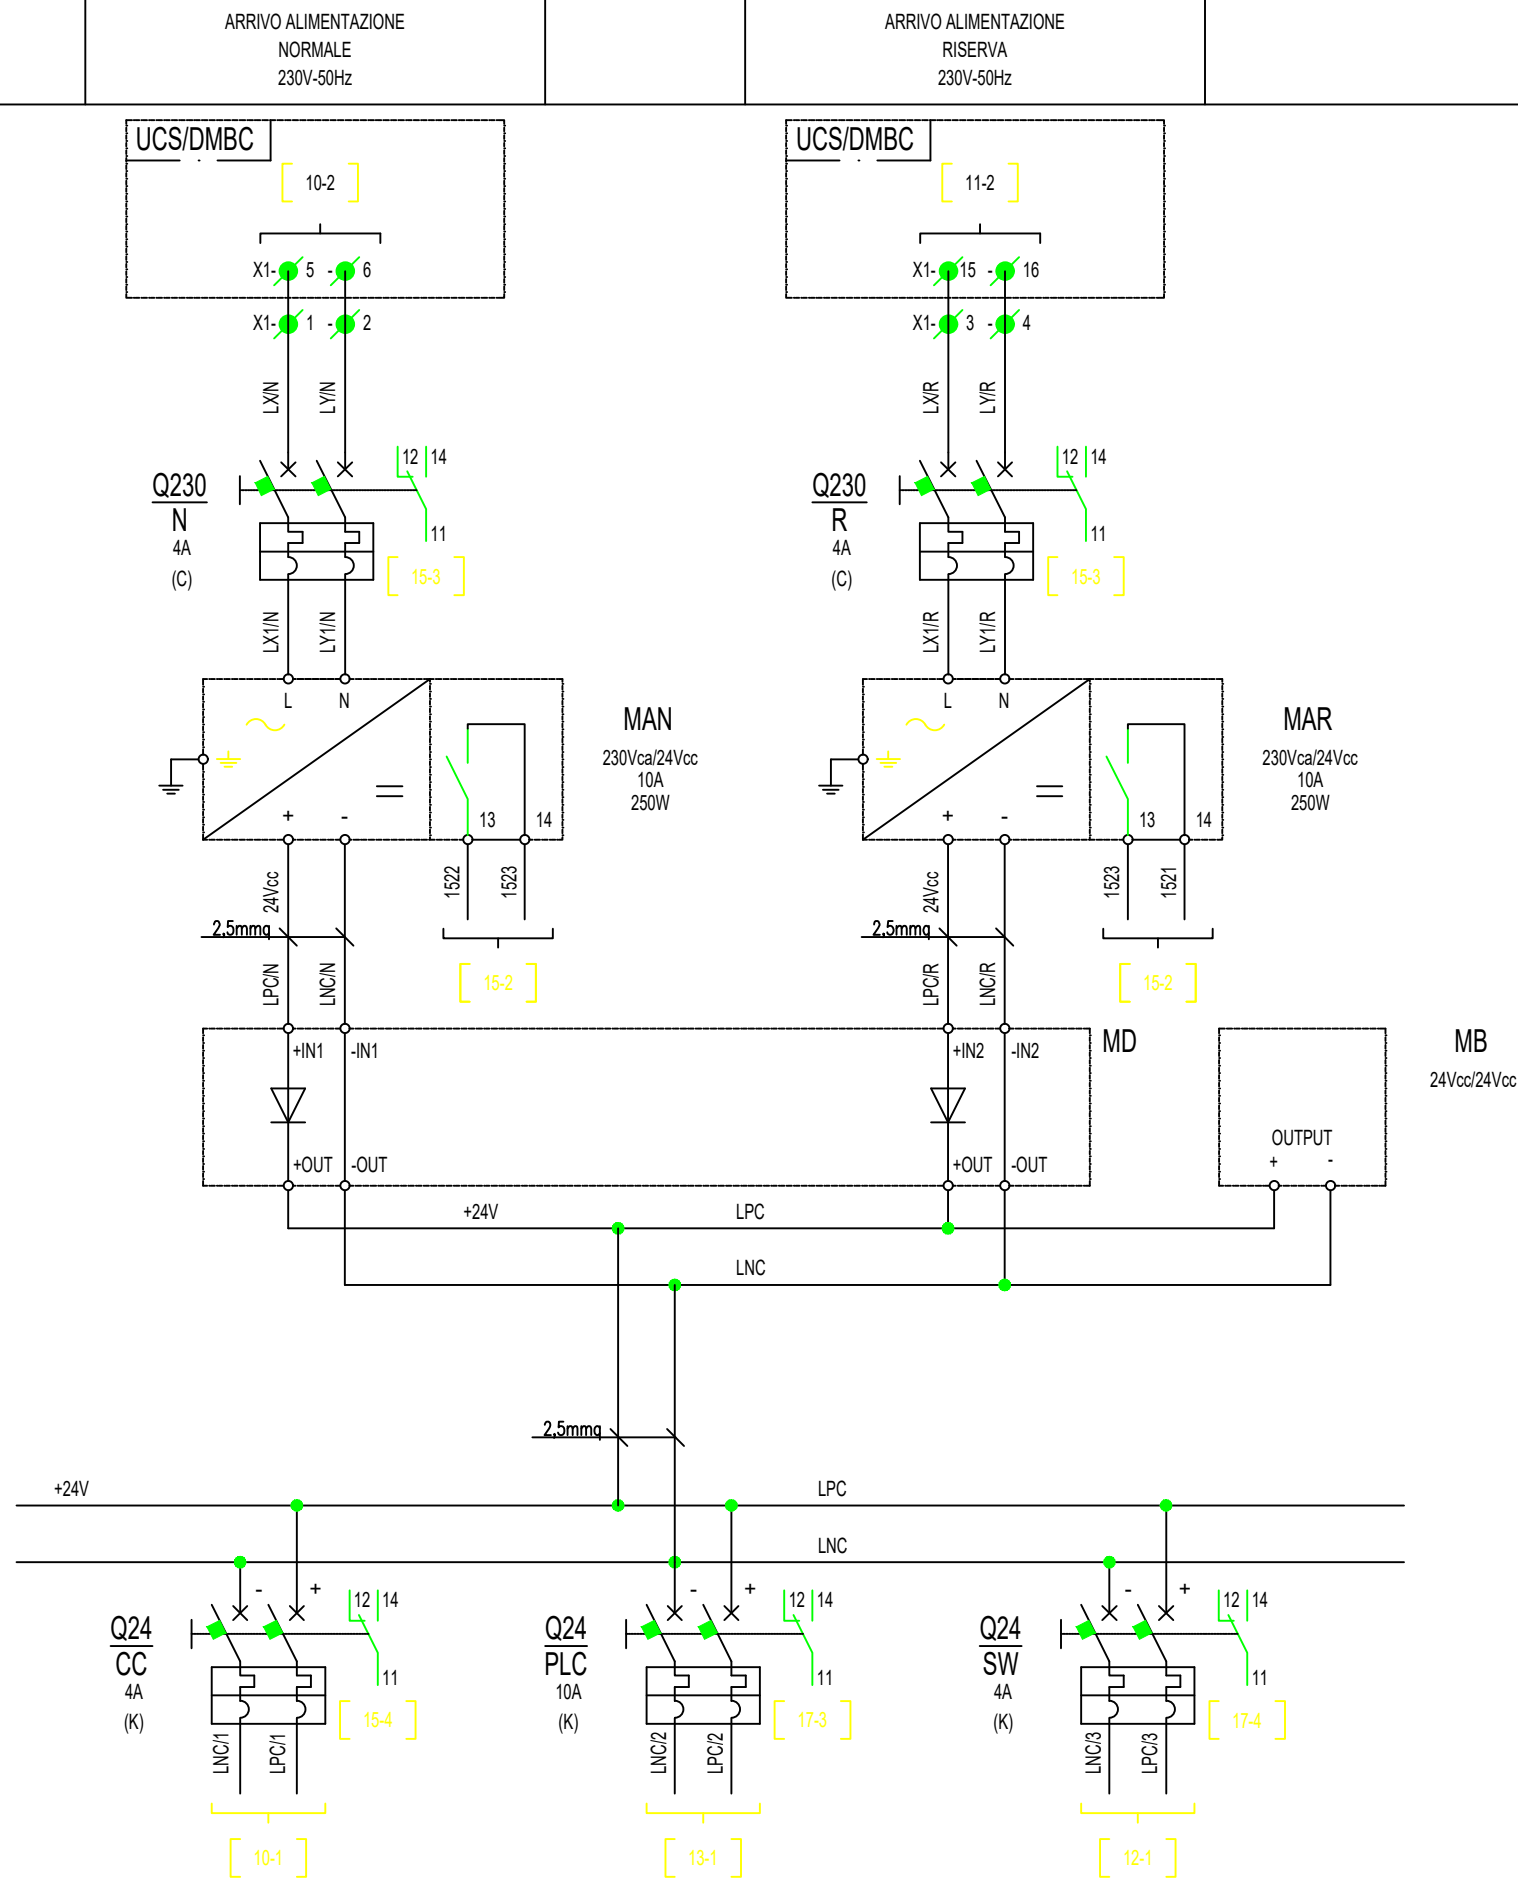 ARRIVO ALIMENTAZIONE
NORMALE
230V-50Hz
ARRIVO ALIMENTAZIONE
RISERVA
230V-50Hz
UCS/DMBC
10-2
X1- 5 - 6
X1- 1 - 2
UCS/DMBC
11-2
X1- 15 - 16
X1- 3 - 4
LX/N
LY/N
LX/R
LY/R
Q230
N
4A
(C)
12 14
11
15-3
Q230
R
4A
(C)
12 14
11
15-3
LX1/N
LY1/N
LX1/R
LY1/R
L N
+ -
13 14
MAN
230Vca/24Vcc
10A
250W
L N
+ -
13 14
MAR
230Vca/24Vcc
10A
250W
24Vcc
1522
1523
2,5mmq
LPC/N
LNC/N
15-2
24Vcc
1523
1521
2,5mmq
LPC/R
LNC/R
15-2
+IN1 -IN1
+OUT -OUT
+IN2 -IN2
+OUT -OUT
MD
MB
24Vcc/24Vcc
OUTPUT
+ -
+24V LPC
LNC
2,5mmq
+24V LPC
LNC
- +
12 14
11
Q24
CC
4A
(K)
15-4
LNC/1
LPC/1
10-1
- +
12 14
11
Q24
PLC
10A
(K)
17-3
LNC/2
LPC/2
13-1
- +
12 14
11
Q24
SW
4A
(K)
17-4
LNC/3
LPC/3
12-1